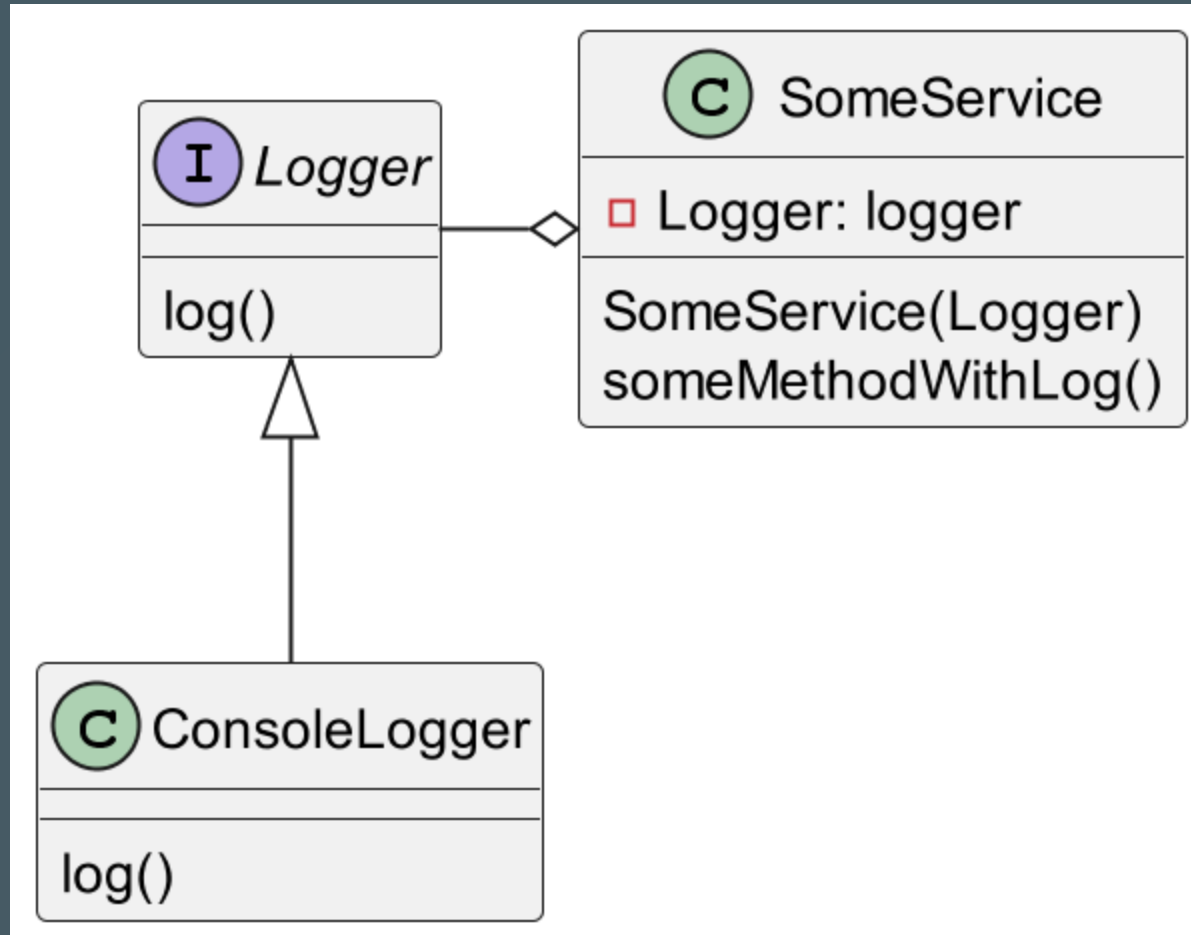 I Logger
log()
C SomeService
Logger: logger
SomeService(Logger)
someMethodWithLog()
C ConsoleLogger
log()